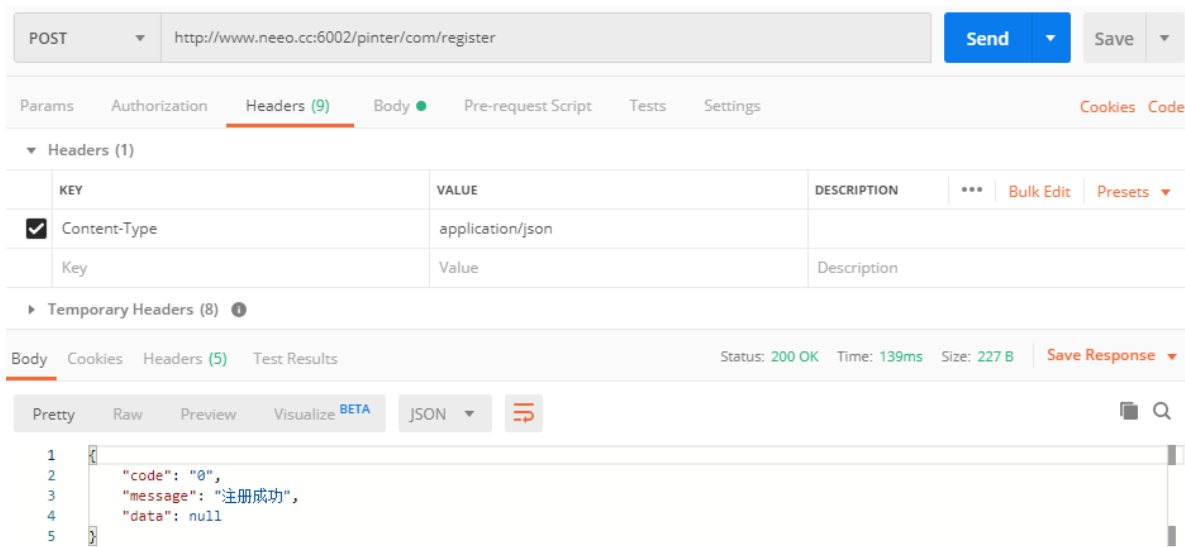 POST http://www.neeo.cc:6002/pinter/com/register Send Save
Params Authorization Headers (9) Body Pre-request Script Tests Settings Cookies Code
Headers (1)
KEY VALUE DESCRIPTION ••• Bulk Edit Presets
Content-Type application/json
Key Value Description
Temporary Headers (8) i
Body Cookies Headers (5) Test Results Status: 200 OK Time: 139ms Size: 227 B Save Response
Pretty Raw Preview Visualize BETA JSON
1 {
2 "code": "0",
3 "message": "注册成功",
4 "data": null
5 }